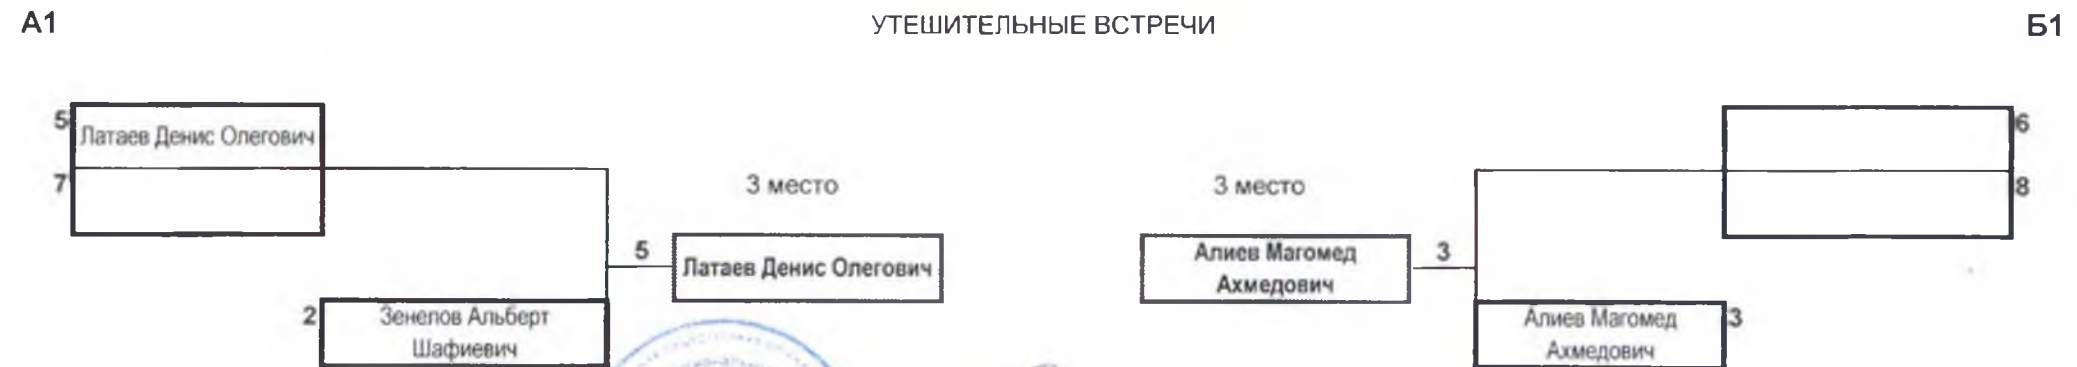 А1
УТЕШИТЕЛЬНЫЕ ВСТРЕЧИ
Б1
5
Латаев Денис Олегович
7
6
8
3 место
3 место
5
Латаев Денис Олегович
Алиев Магомед
Ахмедович
3
2
Зенелов Альберт
Шафиевич
Алиев Магомед
Ахмедович
3